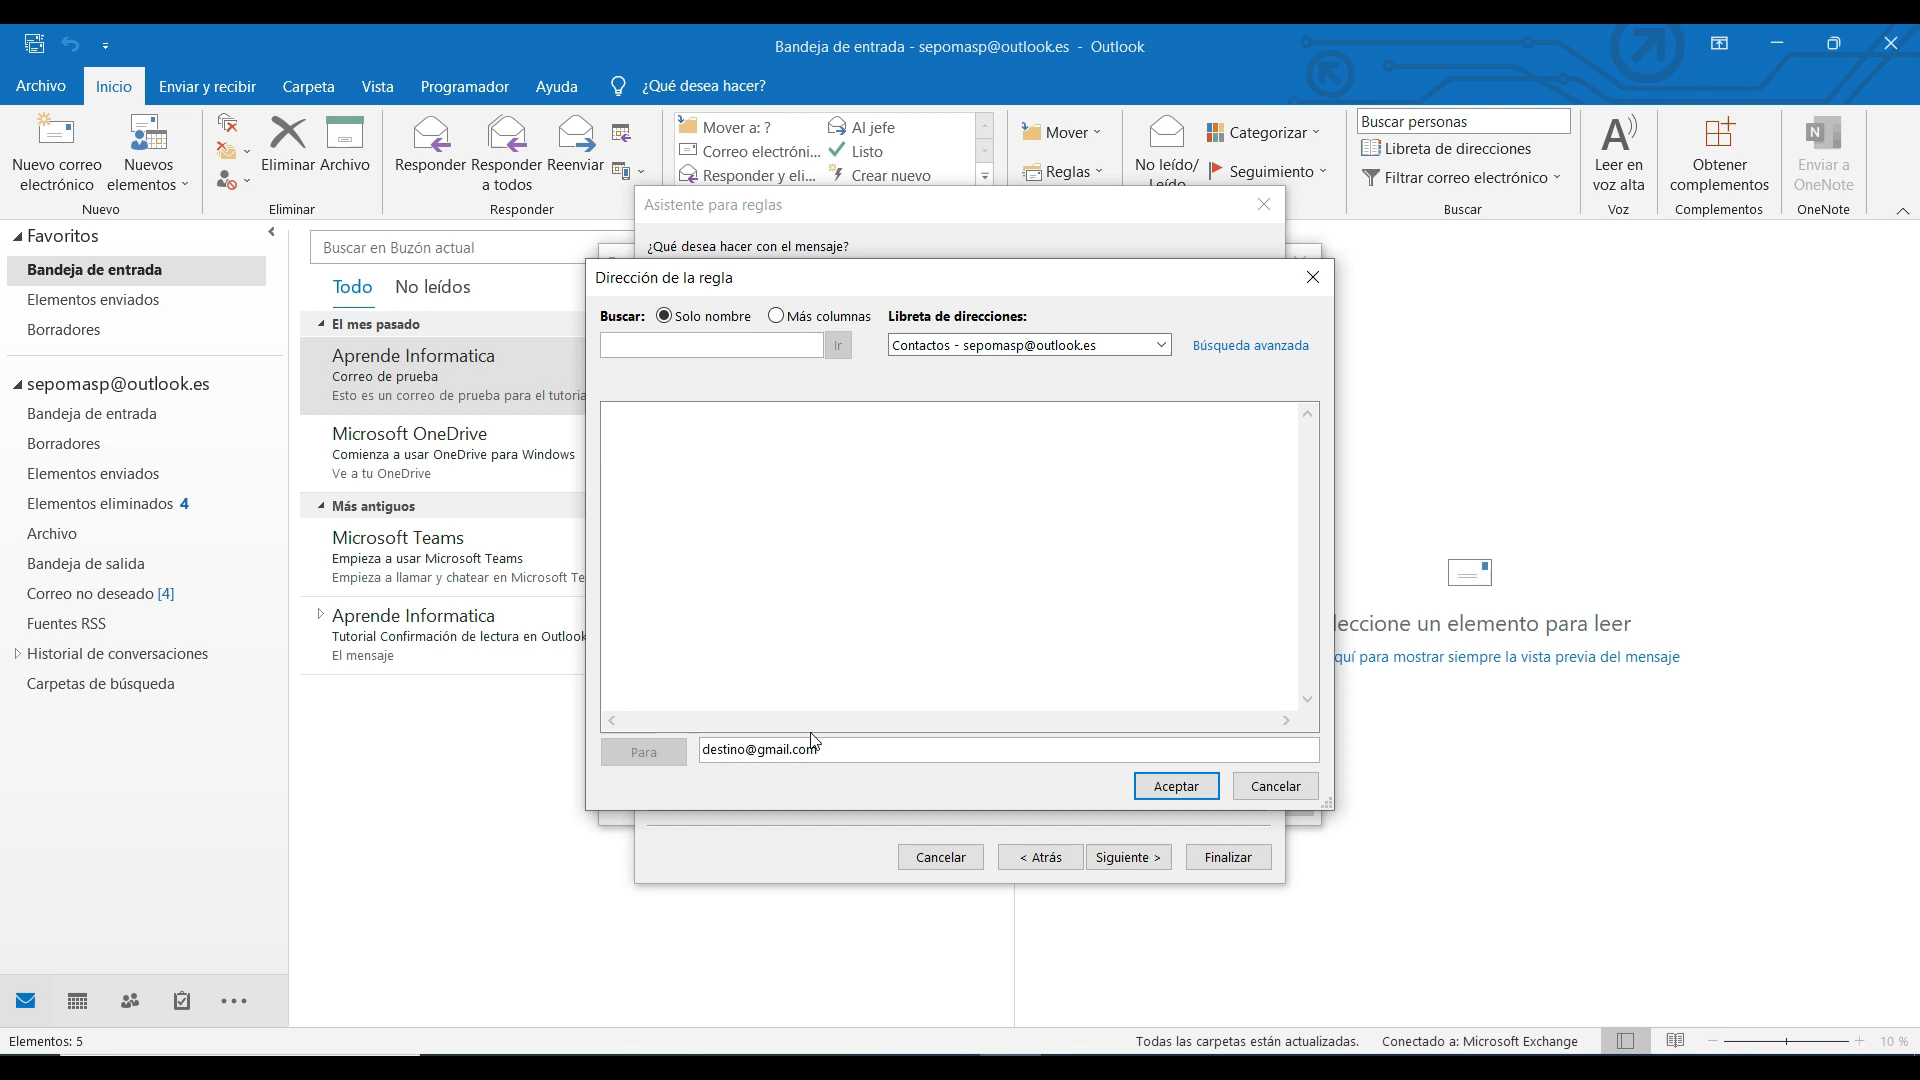 Bandeja de entrada - sepomasp@outlook.es - Outlook
Archivo Inicio Enviar y recibir Carpeta Vista Programador Ayuda ¿Qué desea hacer?
Nuevo correo electrónico
Nuevos elementos
Nuevo
Eliminar Archivo
Eliminar
Responder
Responder a todos
Reenviar
Responder
Mover a: ?
Al jefe
Correo electróni...
Listo
Responder y eli...
Crear nuevo
Mover
Reglas
No leído/
Leído
Categorizar
Seguimiento
Buscar personas
Libreta de direcciones
Filtrar correo electrónico
Buscar
Leer en voz alta
Voz
Obtener complementos
Complementos
Enviar a OneNote
OneNote
Favoritos
Bandeja de entrada
Elementos enviados
Borradores
sepomasp@outlook.es
Bandeja de entrada
Borradores
Elementos enviados
Elementos eliminados 4
Archivo
Bandeja de salida
Correo no deseado [4]
Fuentes RSS
Historial de conversaciones
Carpetas de búsqueda
Buscar en Buzón actual
Todo No leídos
El mes pasado
Aprende Informatica
Correo de prueba
Esto es un correo de prueba para el tutoria
Microsoft OneDrive
Comienza a usar OneDrive para Windows
Ve a tu OneDrive
Más antiguos
Microsoft Teams
Empieza a usar Microsoft Teams
Empieza a llamar y chatear en Microsoft Te
Aprende Informatica
Tutorial Confirmación de lectura en Outlook
El mensaje
Asistente para reglas
¿Qué desea hacer con el mensaje?
Dirección de la regla
Buscar: Solo nombre Más columnas Libreta de direcciones:
Ir
Contactos - sepomasp@outlook.es
Búsqueda avanzada
Para
destino@gmail.com
Aceptar Cancelar
Cancelar < Atrás Siguiente > Finalizar
leccione un elemento para leer
quí para mostrar siempre la vista previa del mensaje
Elementos: 5
Todas las carpetas están actualizadas. Conectado a: Microsoft Exchange
10 %